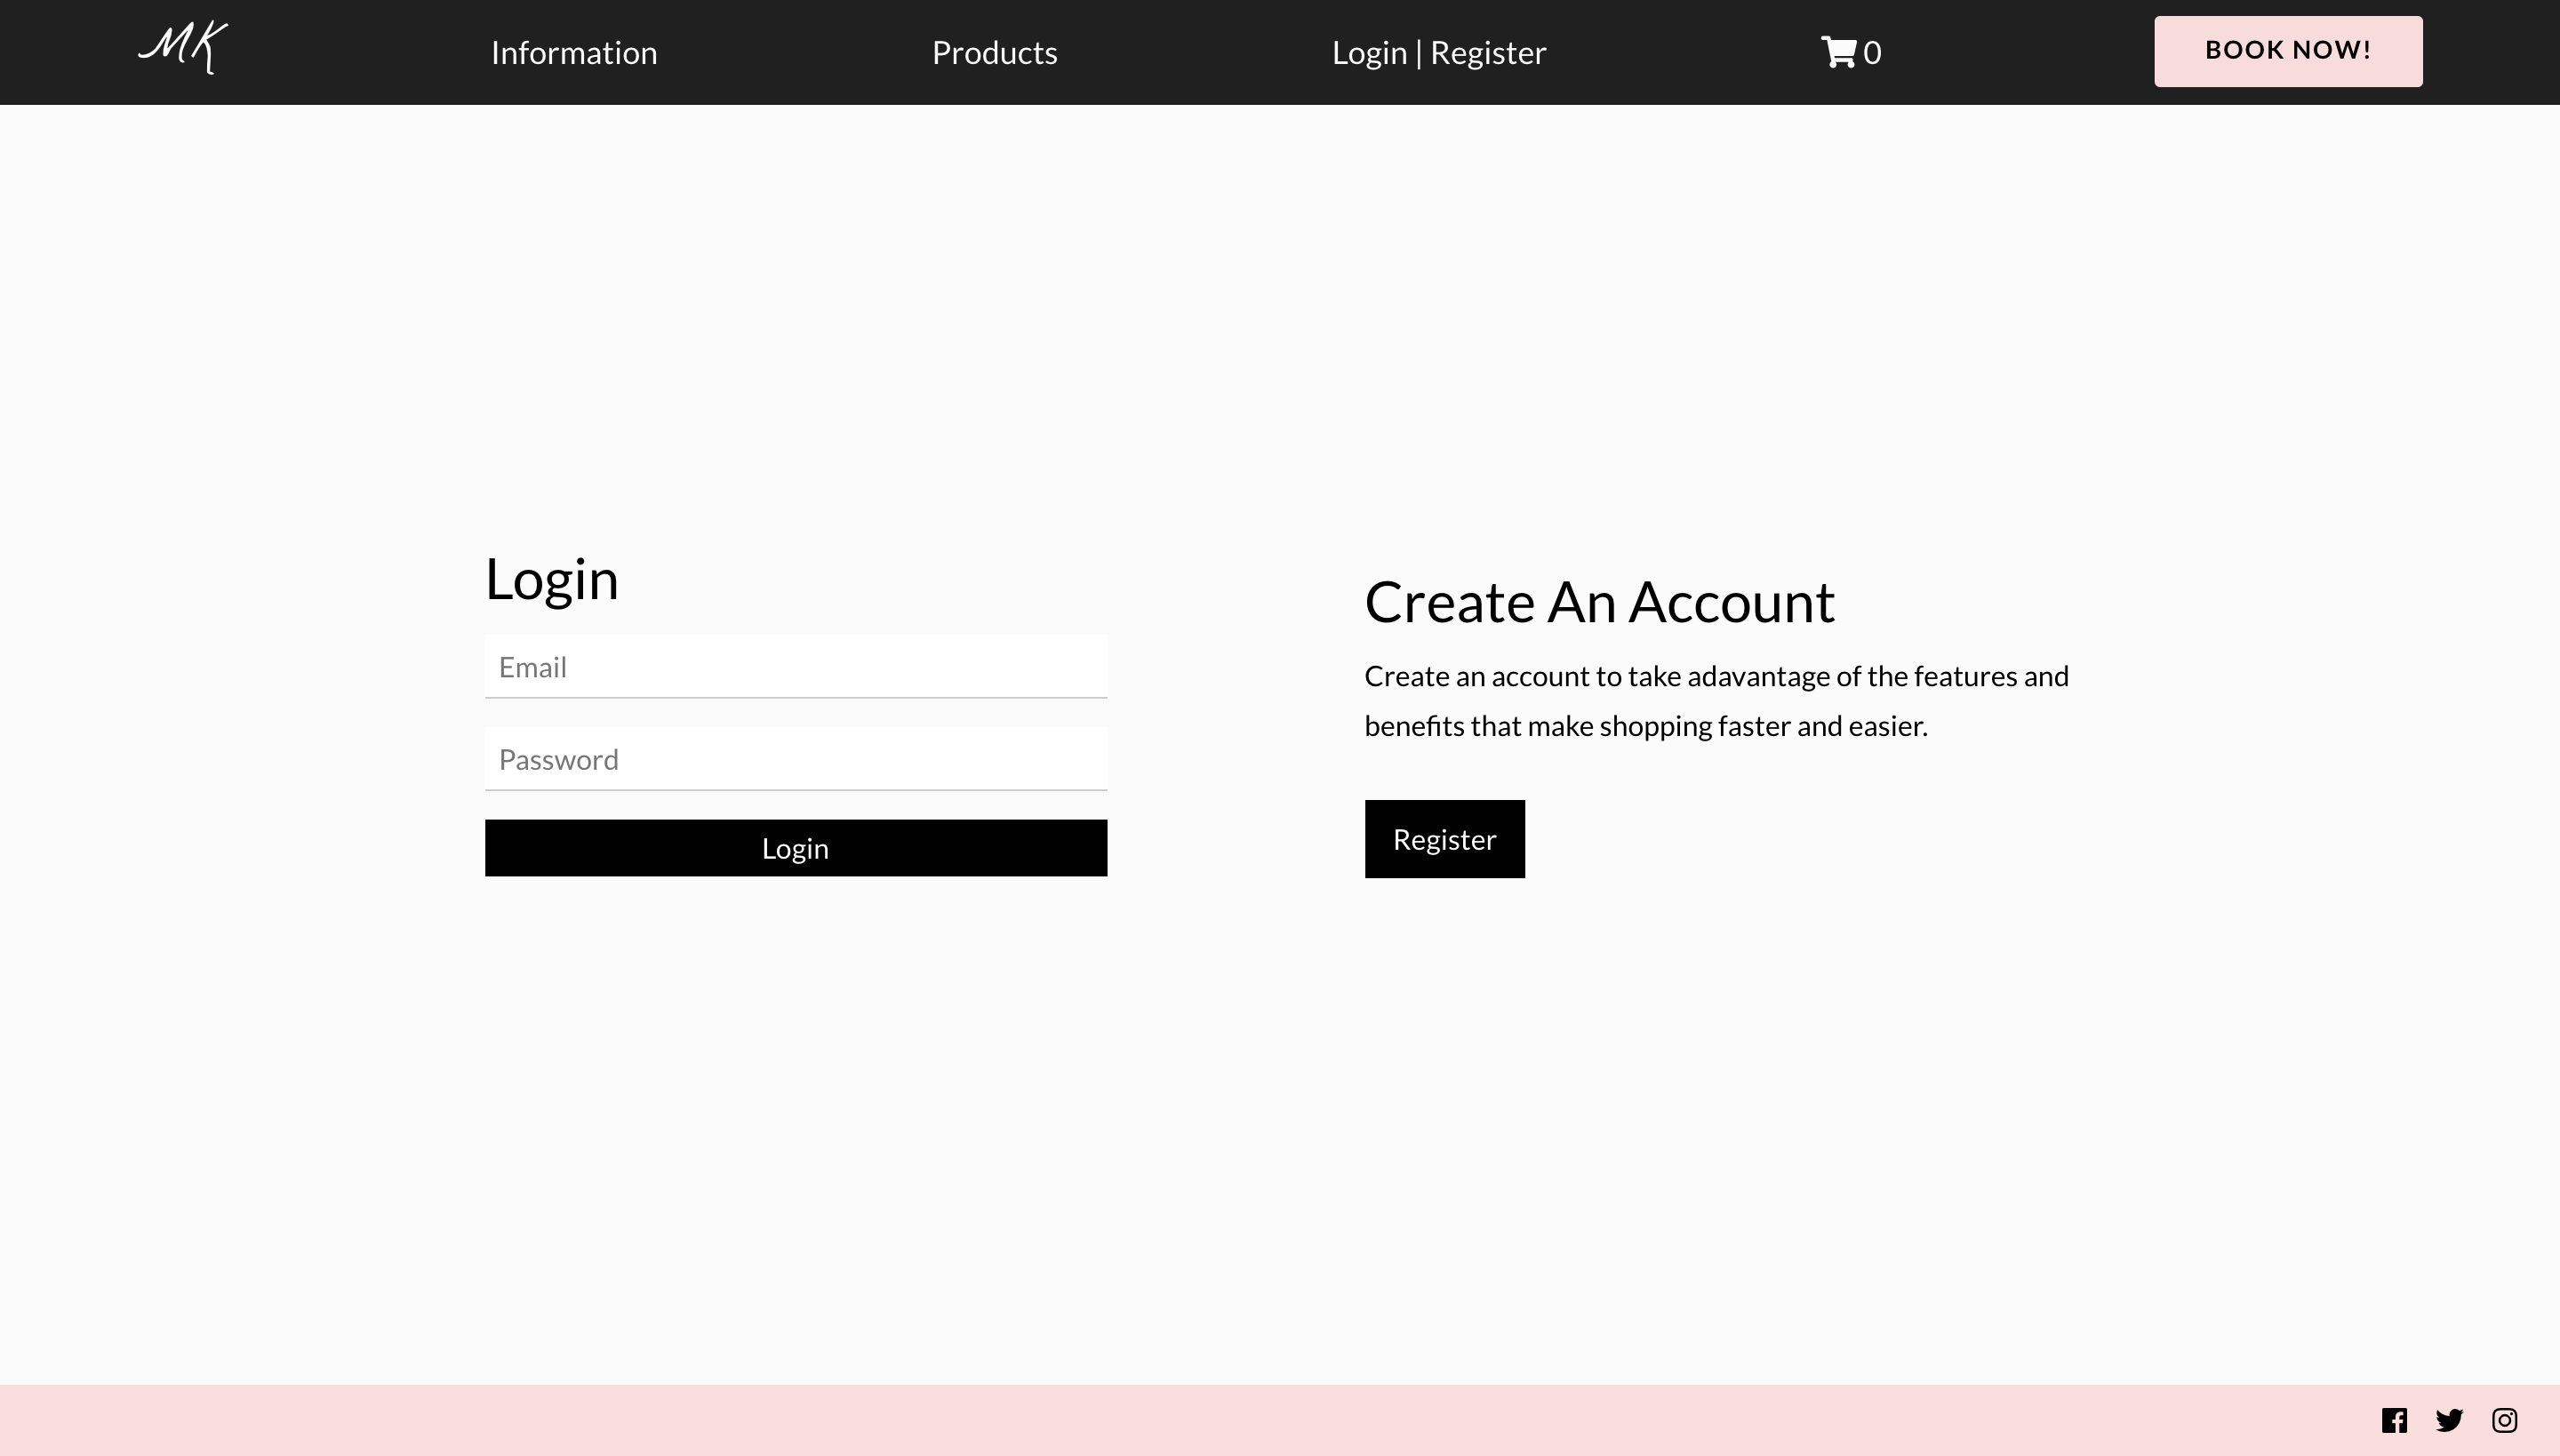 MK
Information
Products
Login | Register
0
BOOK NOW!
Login
Email
Password
Login
Create An Account
Create an account to take adavantage of the features and
benefits that make shopping faster and easier.
Register